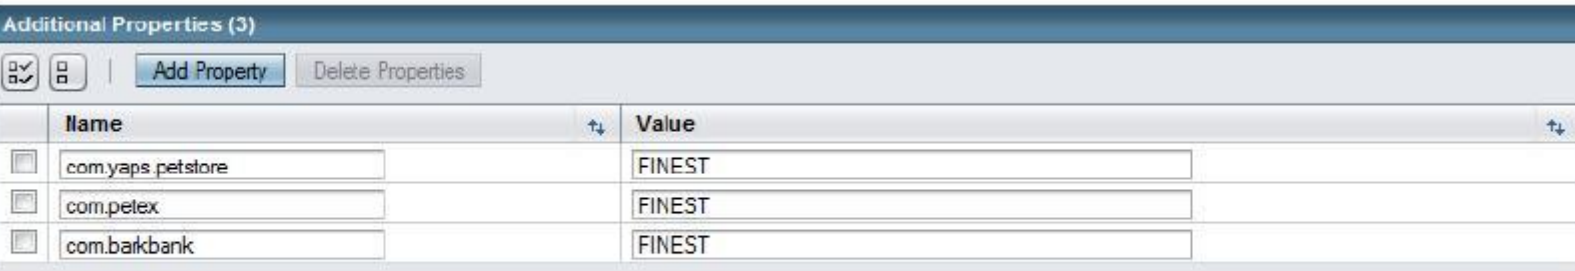 Additional Properties (3)
Add Property Delete Properties
Name Value
com.yaps.petstore FINEST
com.petex FINEST
com.barkbank FINEST